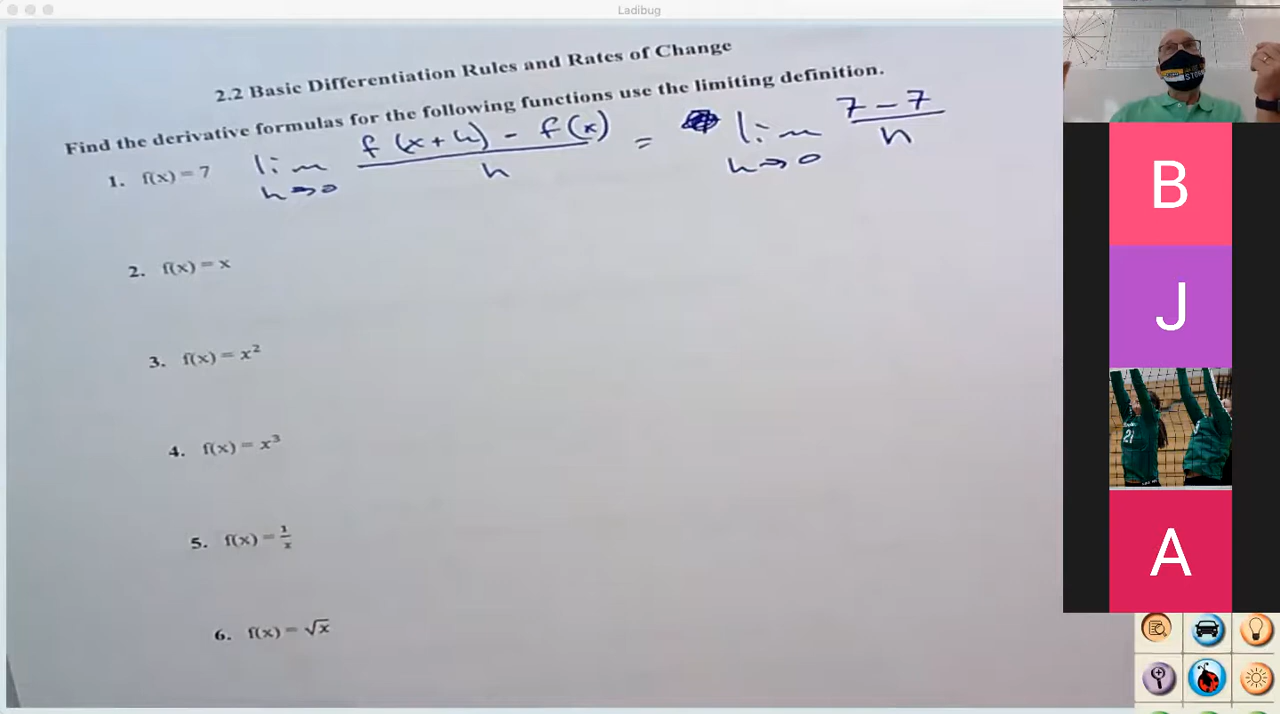 Ladibug
2.2 Basic Differentiation Rules and Rates of Change
Find the derivative formulas for the following functions use the limiting definition.
1. f(x) = 7 lim h→0 f(x+h) - f(x) / h = lim h→0 7-7 / h
2. f(x) = x
3. f(x) = x²
4. f(x) = x³
5. f(x) = 1/x
6. f(x) = √x
B
J
21
A